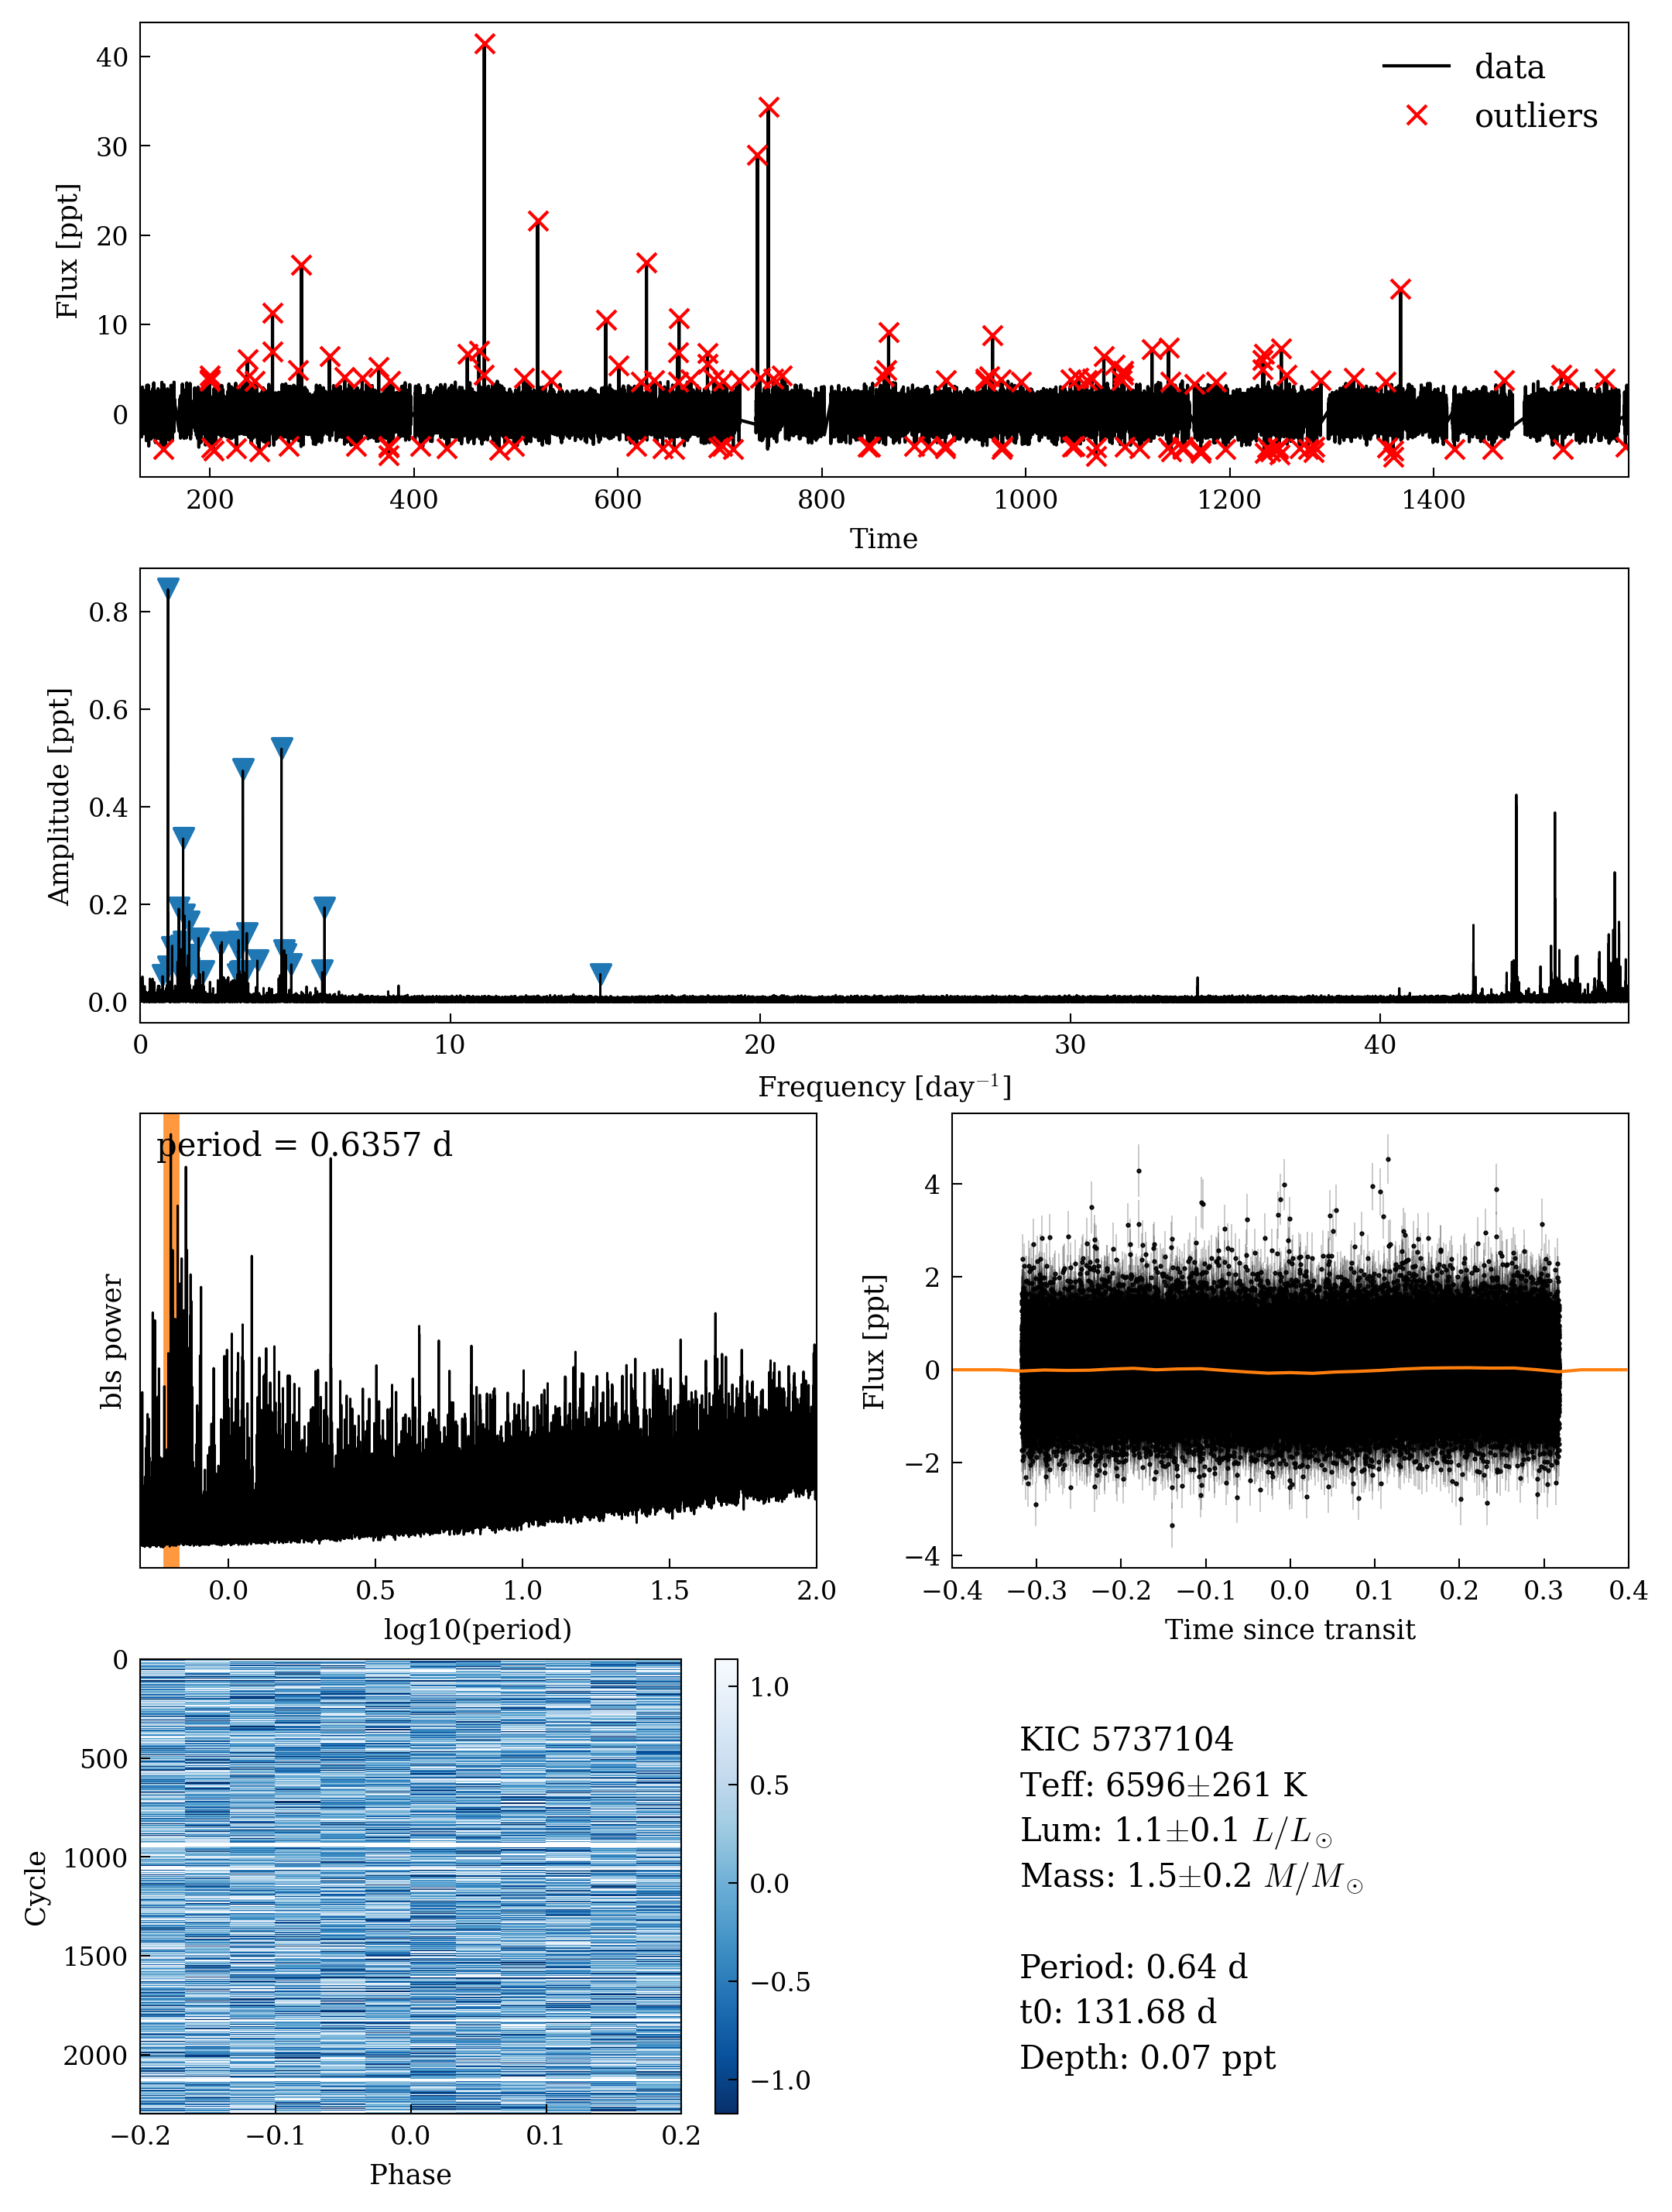 data
outliers
40
30
20
10
0
Flux [ppt]
200 400 600 800 1000 1200 1400
Time
0.8
0.6
0.4
0.2
0.0
Amplitude [ppt]
0 10 20 30 40
Frequency [day⁻¹]
period = 0.6357 d
bls power
0.0 0.5 1.0 1.5 2.0
log10(period)
4
2
0
−2
−4
Flux [ppt]
−0.4 −0.3 −0.2 −0.1 0.0 0.1 0.2 0.3 0.4
Time since transit
0
500
1000
1500
2000
Cycle
−0.2 −0.1 0.0 0.1 0.2
Phase
1.0
0.5
0.0
−0.5
−1.0
KIC 5737104
Teff: 6596±261 K
Lum: 1.1±0.1 L/L⊙
Mass: 1.5±0.2 M/M⊙
Period: 0.64 d
t0: 131.68 d
Depth: 0.07 ppt